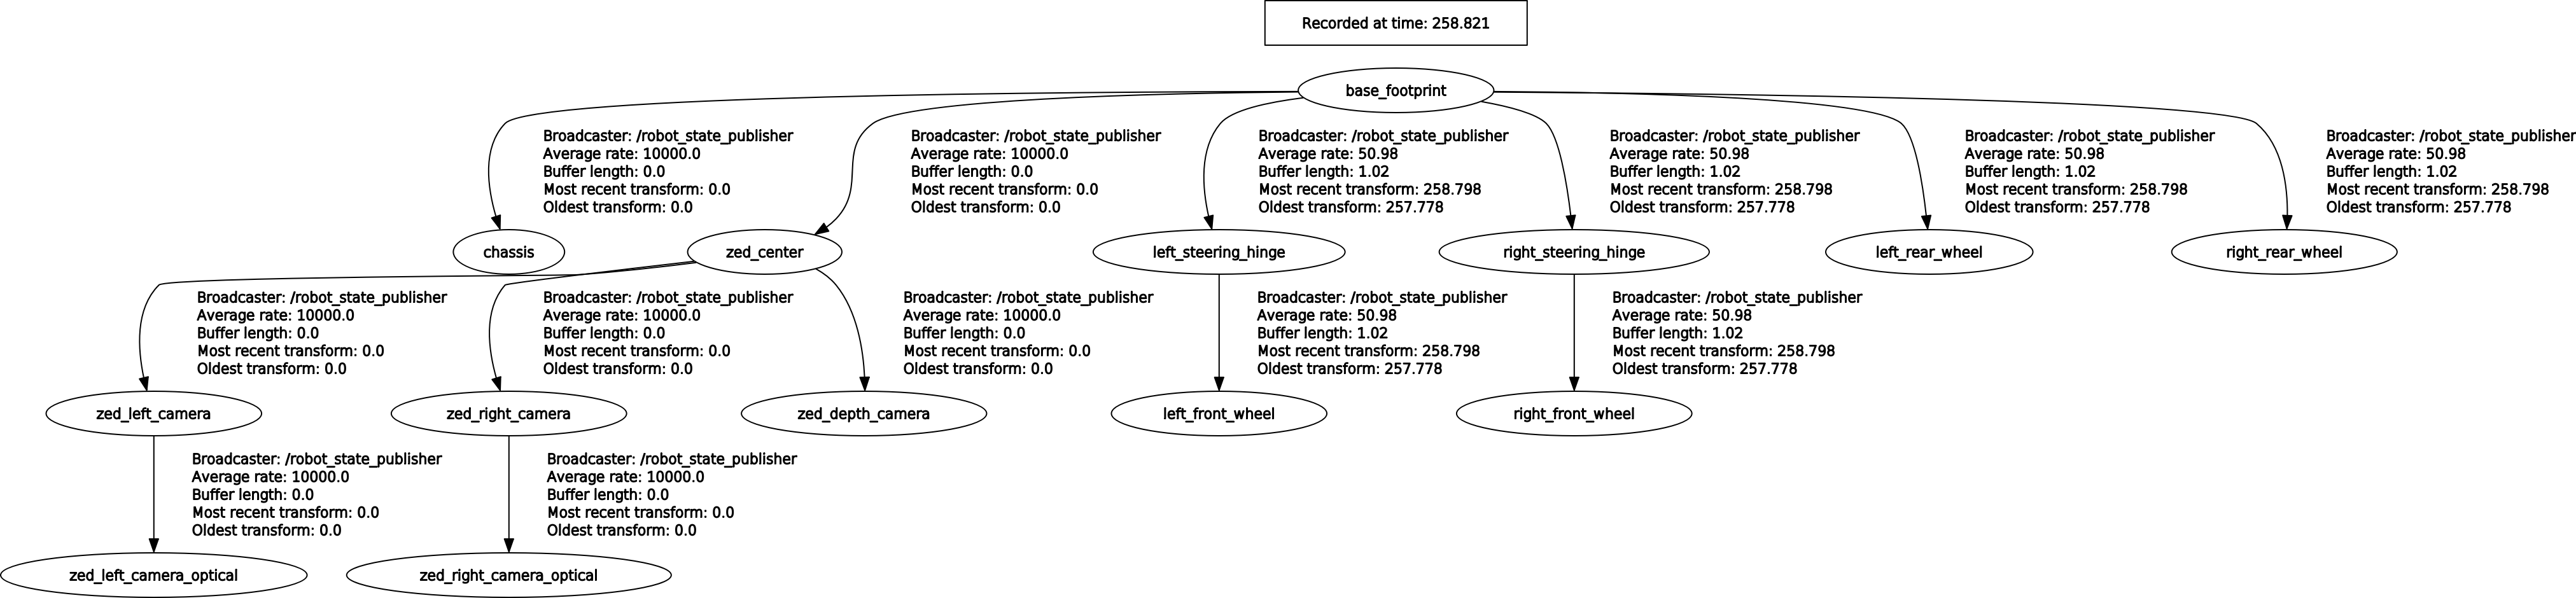 Recorded at time: 258.821
base_footprint
Broadcaster: /robot_state_publisher
Average rate: 10000.0
Buffer length: 0.0
Most recent transform: 0.0
Oldest transform: 0.0
Broadcaster: /robot_state_publisher
Average rate: 10000.0
Buffer length: 0.0
Most recent transform: 0.0
Oldest transform: 0.0
Broadcaster: /robot_state_publisher
Average rate: 50.98
Buffer length: 1.02
Most recent transform: 258.798
Oldest transform: 257.778
Broadcaster: /robot_state_publisher
Average rate: 50.98
Buffer length: 1.02
Most recent transform: 258.798
Oldest transform: 257.778
Broadcaster: /robot_state_publisher
Average rate: 50.98
Buffer length: 1.02
Most recent transform: 258.798
Oldest transform: 257.778
Broadcaster: /robot_state_publisher
Average rate: 50.98
Buffer length: 1.02
Most recent transform: 258.798
Oldest transform: 257.778
chassis
zed_center
left_steering_hinge
right_steering_hinge
left_rear_wheel
right_rear_wheel
Broadcaster: /robot_state_publisher
Average rate: 10000.0
Buffer length: 0.0
Most recent transform: 0.0
Oldest transform: 0.0
Broadcaster: /robot_state_publisher
Average rate: 10000.0
Buffer length: 0.0
Most recent transform: 0.0
Oldest transform: 0.0
Broadcaster: /robot_state_publisher
Average rate: 10000.0
Buffer length: 0.0
Most recent transform: 0.0
Oldest transform: 0.0
Broadcaster: /robot_state_publisher
Average rate: 50.98
Buffer length: 1.02
Most recent transform: 258.798
Oldest transform: 257.778
Broadcaster: /robot_state_publisher
Average rate: 50.98
Buffer length: 1.02
Most recent transform: 258.798
Oldest transform: 257.778
zed_left_camera
zed_right_camera
zed_depth_camera
left_front_wheel
right_front_wheel
Broadcaster: /robot_state_publisher
Average rate: 10000.0
Buffer length: 0.0
Most recent transform: 0.0
Oldest transform: 0.0
Broadcaster: /robot_state_publisher
Average rate: 10000.0
Buffer length: 0.0
Most recent transform: 0.0
Oldest transform: 0.0
zed_left_camera_optical
zed_right_camera_optical